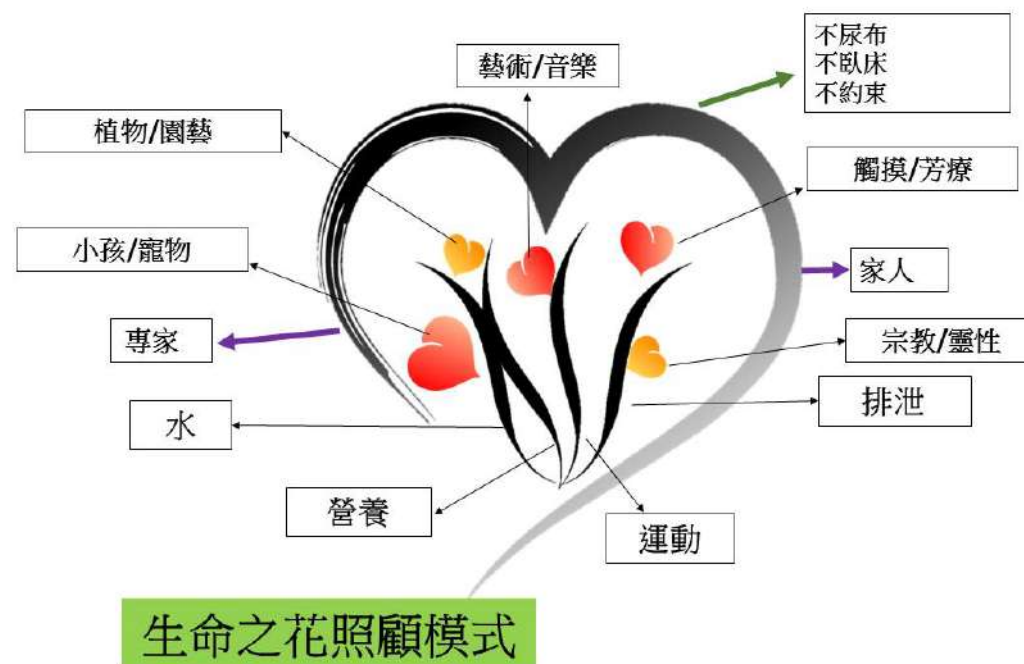 不尿布
不臥床
不約束
藝術/音樂
植物/園藝
觸摸/芳療
小孩/寵物
家人
專家
宗教/靈性
排泄
水
營養
運動
生命之花照顧模式